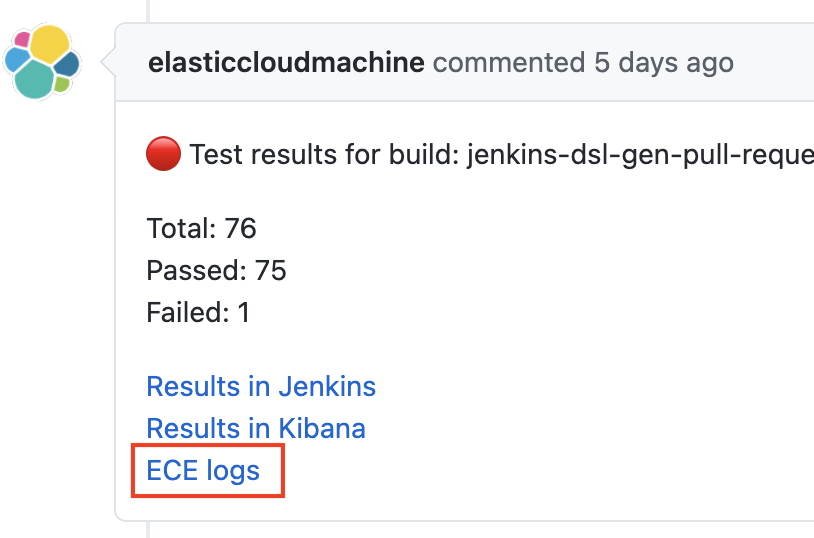 elasticcloudmachine commented 5 days ago
Test results for build: jenkins-dsl-gen-pull-reque
Total: 76
Passed: 75
Failed: 1
Results in Jenkins
Results in Kibana
ECE logs